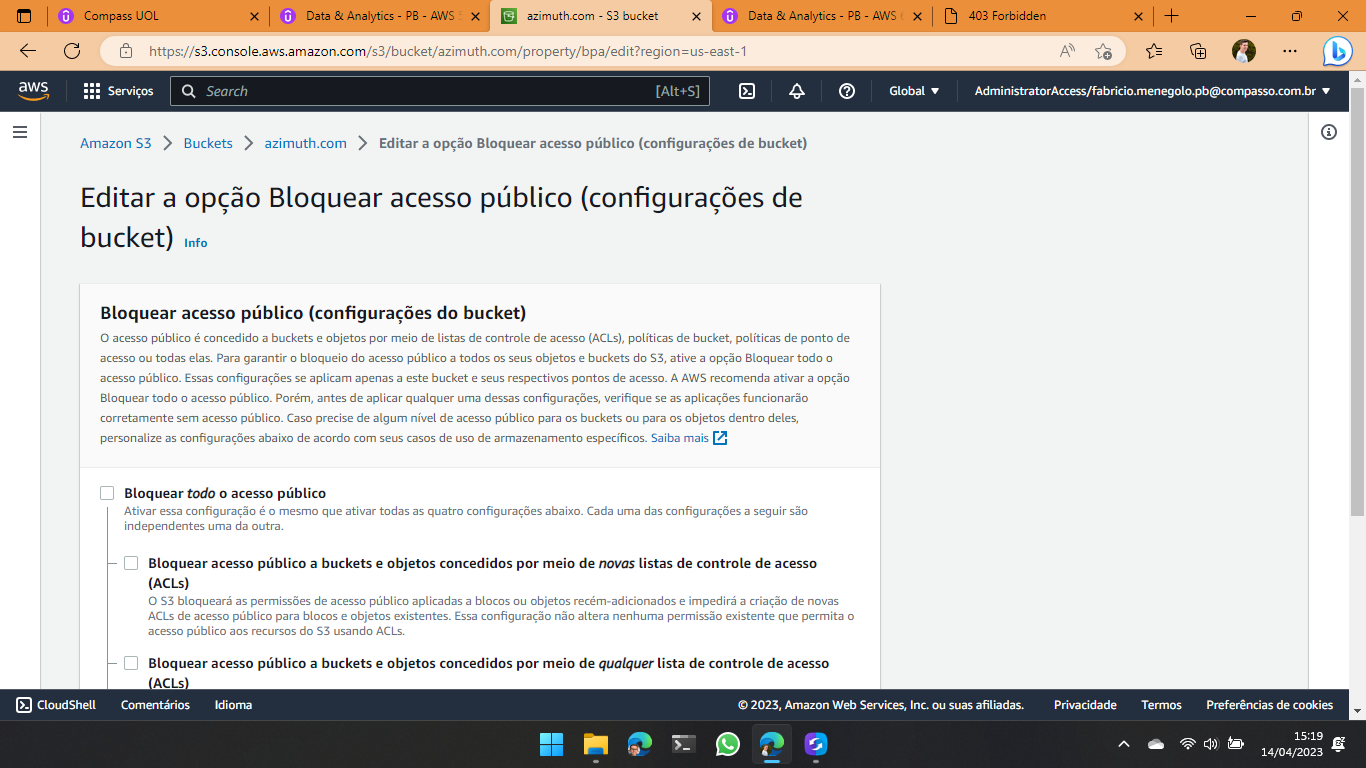 Compass UOL
Data & Analytics - PB - AWS
azimuth.com - S3 bucket
Data & Analytics - PB - AWS
403 Forbidden
https://s3.console.aws.amazon.com/s3/bucket/azimuth.com/property/bpa/edit?region=us-east-1
aws
Serviços
Search
[Alt+S]
Global
AdministratorAccess/fabricio.menegolo.pb@compasso.com.br
Amazon S3 > Buckets > azimuth.com > Editar a opção Bloquear acesso público (configurações de bucket)
Editar a opção Bloquear acesso público (configurações de
bucket) Info
Bloquear acesso público (configurações do bucket)
O acesso público é concedido a buckets e objetos por meio de listas de controle de acesso (ACLs), políticas de bucket, políticas de ponto de
acesso ou todas elas. Para garantir o bloqueio do acesso público a todos os seus objetos e buckets do S3, ative a opção Bloquear todo o
acesso público. Essas configurações se aplicam apenas a este bucket e seus respectivos pontos de acesso. A AWS recomenda ativar a opção
Bloquear todo o acesso público. Porém, antes de aplicar qualquer uma dessas configurações, verifique se as aplicações funcionarão
corretamente sem acesso público. Caso precise de algum nível de acesso público para os buckets ou para os objetos dentro deles,
personalize as configurações abaixo de acordo com seus casos de uso de armazenamento específicos. Saiba mais
Bloquear todo o acesso público
Ativar essa configuração é o mesmo que ativar todas as quatro configurações abaixo. Cada uma das configurações a seguir são
independentes uma da outra.
Bloquear acesso público a buckets e objetos concedidos por meio de novas listas de controle de acesso
(ACLs)
O S3 bloqueará as permissões de acesso público aplicadas a blocos ou objetos recém-adicionados e impedirá a criação de novas
ACLs de acesso público para blocos e objetos existentes. Essa configuração não altera nenhuma permissão existente que permita o
acesso público aos recursos do S3 usando ACLs.
Bloquear acesso público a buckets e objetos concedidos por meio de qualquer lista de controle de acesso
(ACLs)
CloudShell
Comentários
Idioma
© 2023, Amazon Web Services, Inc. ou suas afiliadas.
Privacidade
Termos
Preferências de cookies
15:19
14/04/2023